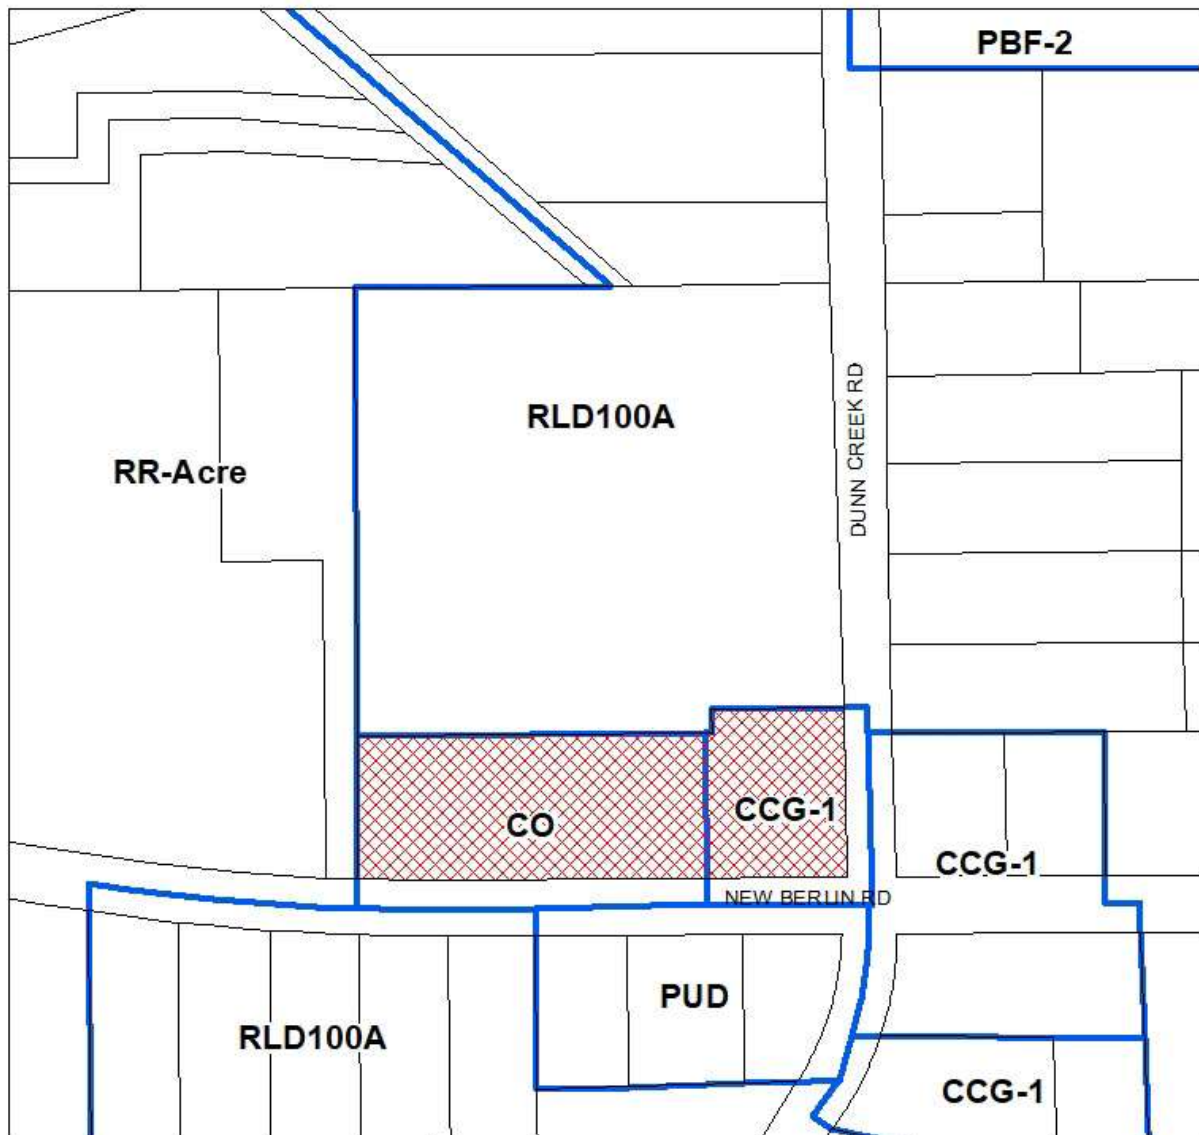 PBF-2
RLD100A
DUNN CREEK RD
RR-Acre
CO
CCG-1
CCG-1
NEW BERLIN RD
PUD
RLD100A
CCG-1